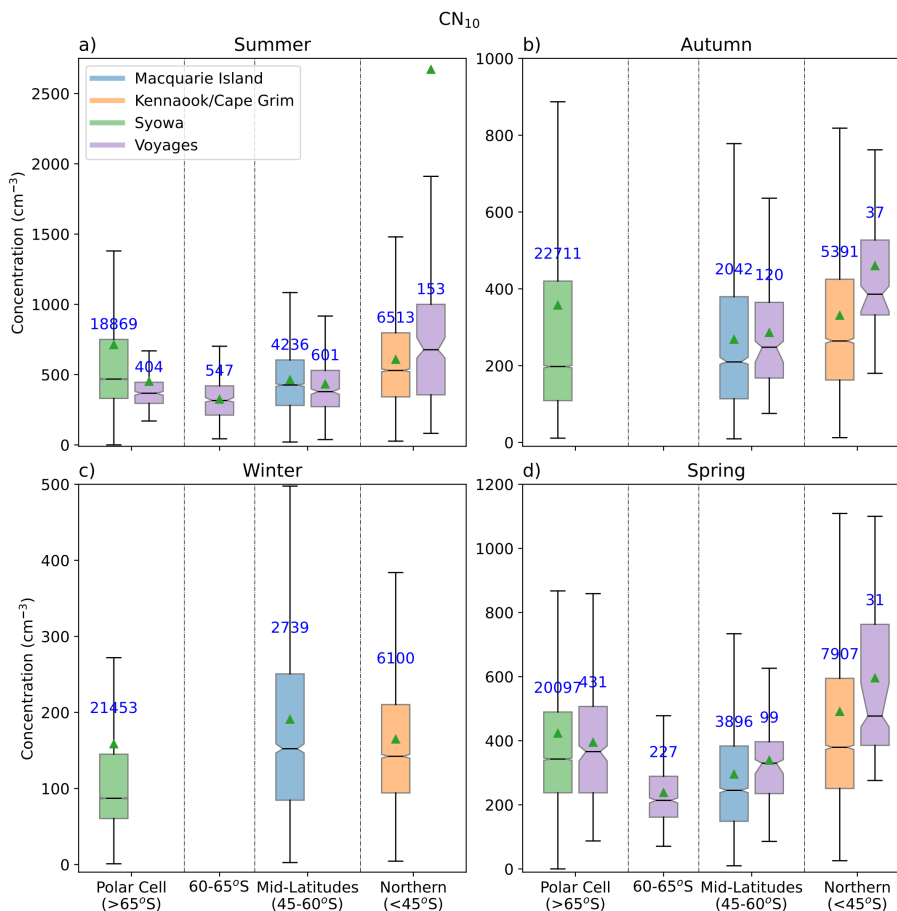 CN₁₀
a) Summer
b) Autumn
Macquarie Island
Kennaook/Cape Grim
Syowa
Voyages
Concentration (cm⁻³)
2500
2000
1500
1000
500
0
18869
404
547
4236
601
6513
153
1000
800
600
400
200
0
22711
2042
120
5391
37
c) Winter
d) Spring
Concentration (cm⁻³)
500
400
300
200
100
0
21453
2739
6100
1200
1000
800
600
400
200
0
20097
431
227
3896
99
7907
31
Polar Cell
(>65°S)
60-65°S
Mid-Latitudes
(45-60°S)
Northern
(<45°S)
Polar Cell
(>65°S)
60-65°S
Mid-Latitudes
(45-60°S)
Northern
(<45°S)